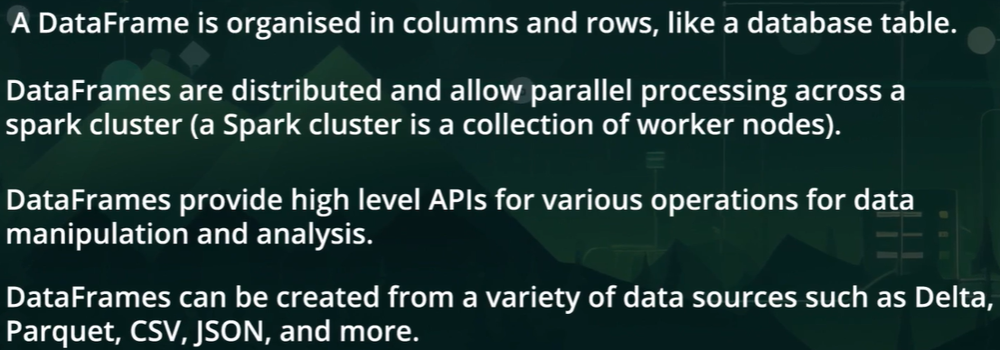 A DataFrame is organised in columns and rows, like a database table.
DataFrames are distributed and allow parallel processing across a
spark cluster (a Spark cluster is a collection of worker nodes).
DataFrames provide high level APIs for various operations for data
manipulation and analysis.
DataFrames can be created from a variety of data sources such as Delta,
Parquet, CSV, JSON, and more.